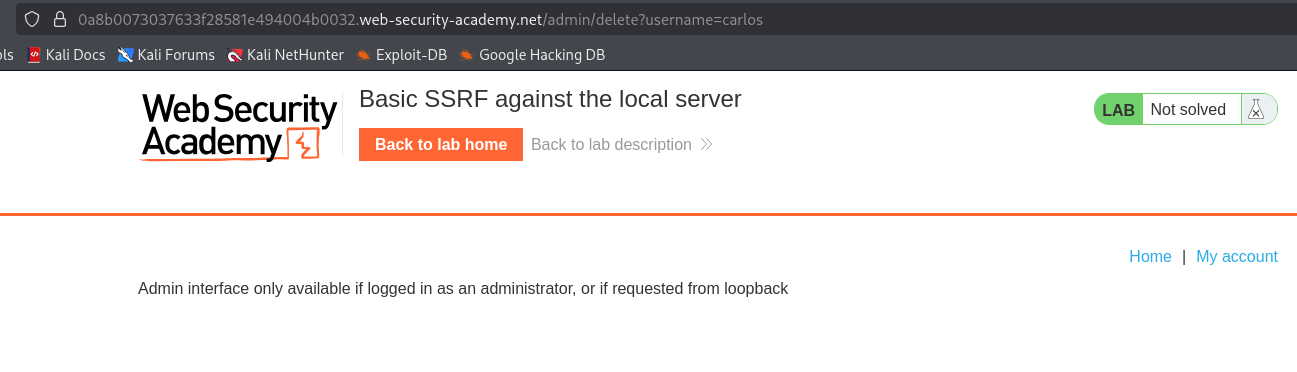 0a8b0073037633f28581e494004b0032.web-security-academy.net/admin/delete?username=carlos
ols Kali Docs Kali Forums Kali NetHunter Exploit-DB Google Hacking DB
Web Security Academy
Basic SSRF against the local server
LAB Not solved
Back to lab home Back to lab description
Home | My account
Admin interface only available if logged in as an administrator, or if requested from loopback